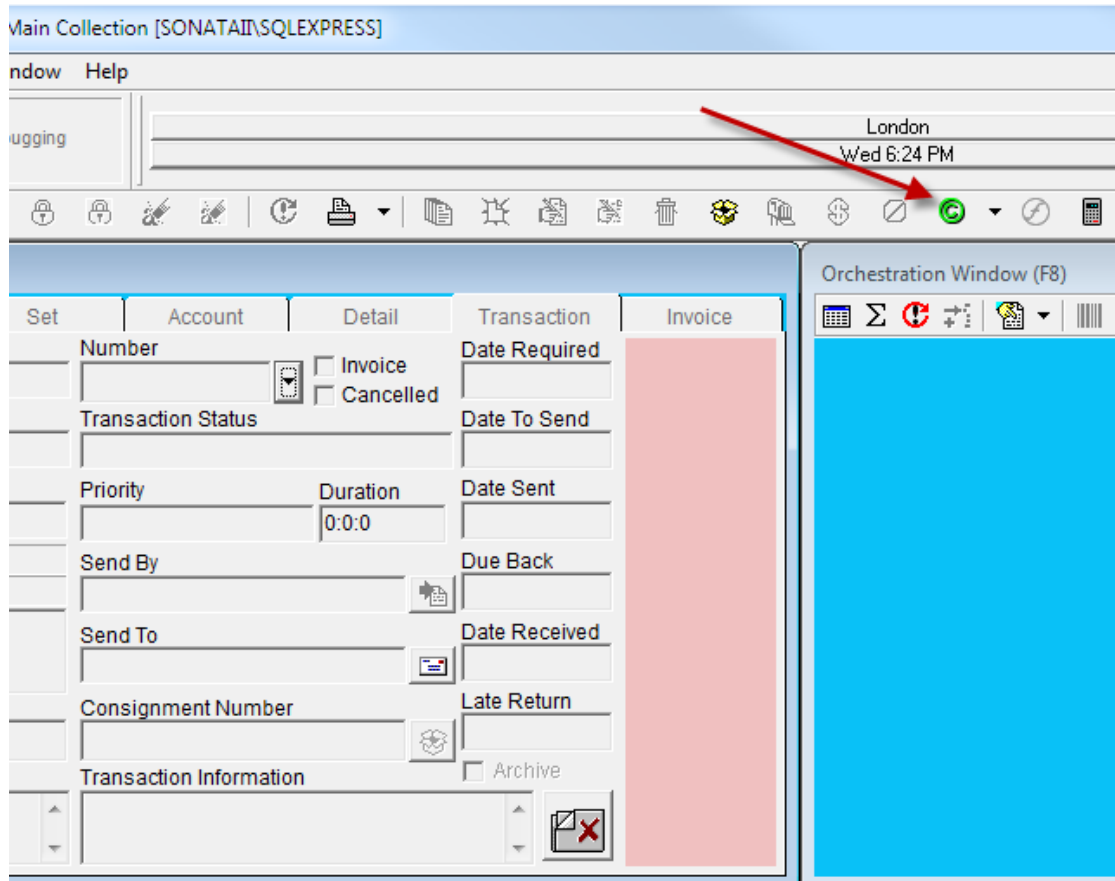 Main Collection [SONATAII\SQLEXPRESS]
ndow Help
ugging
London
Wed 6:24 PM
Orchestration Window (F8)
Set Account Detail Transaction Invoice
Number
Invoice
Cancelled
Date Required
Transaction Status
Date To Send
Priority
Duration
Date Sent
0:0:0
Send By
Due Back
Send To
Date Received
Consignment Number
Late Return
Transaction Information
Archive